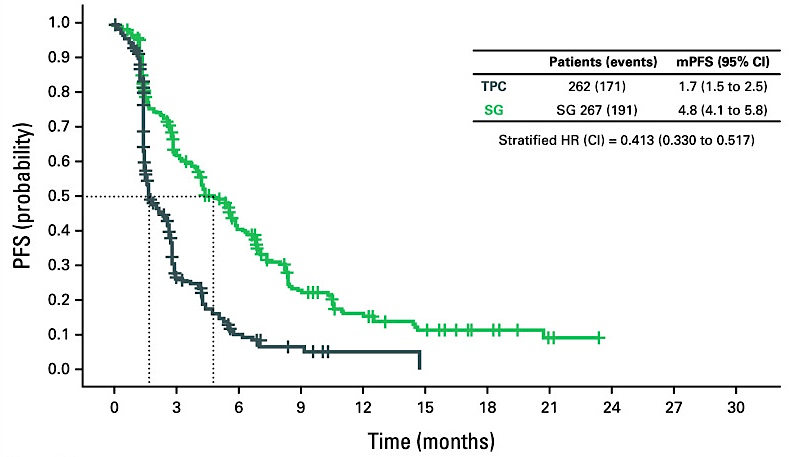 1.0
0.9
0.8
0.7
0.6
0.5
0.4
0.3
0.2
0.1
0.0
PFS (probability)
Patients (events) mPFS (95% CI)
TPC 262 (171) 1.7 (1.5 to 2.5)
SG SG 267 (191) 4.8 (4.1 to 5.8)
Stratified HR (CI) = 0.413 (0.330 to 0.517)
0 3 6 9 12 15 18 21 24 27 30
Time (months)